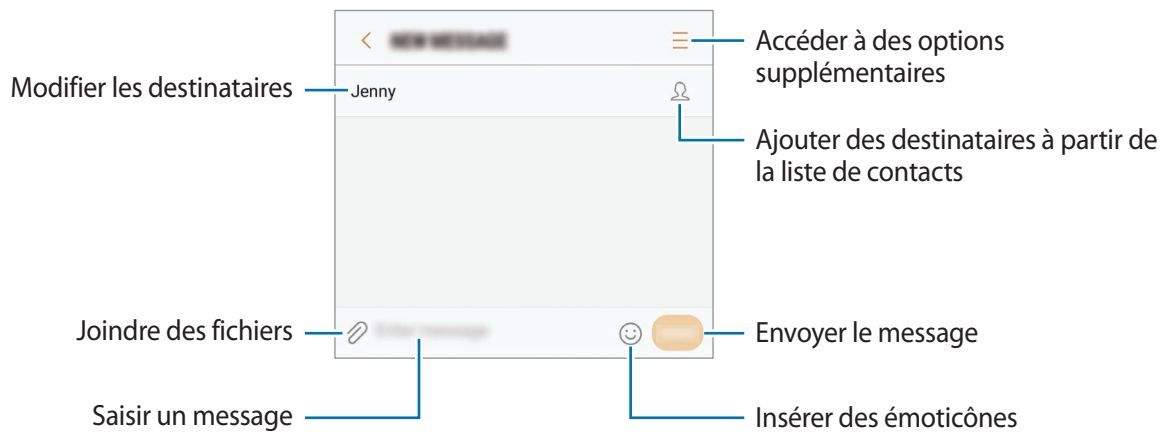 Accéder à des options
supplémentaires
Modifier les destinataires
Jenny
Ajouter des destinataires à partir de
la liste de contacts
Joindre des fichiers
Envoyer le message
Saisir un message
Insérer des émoticônes